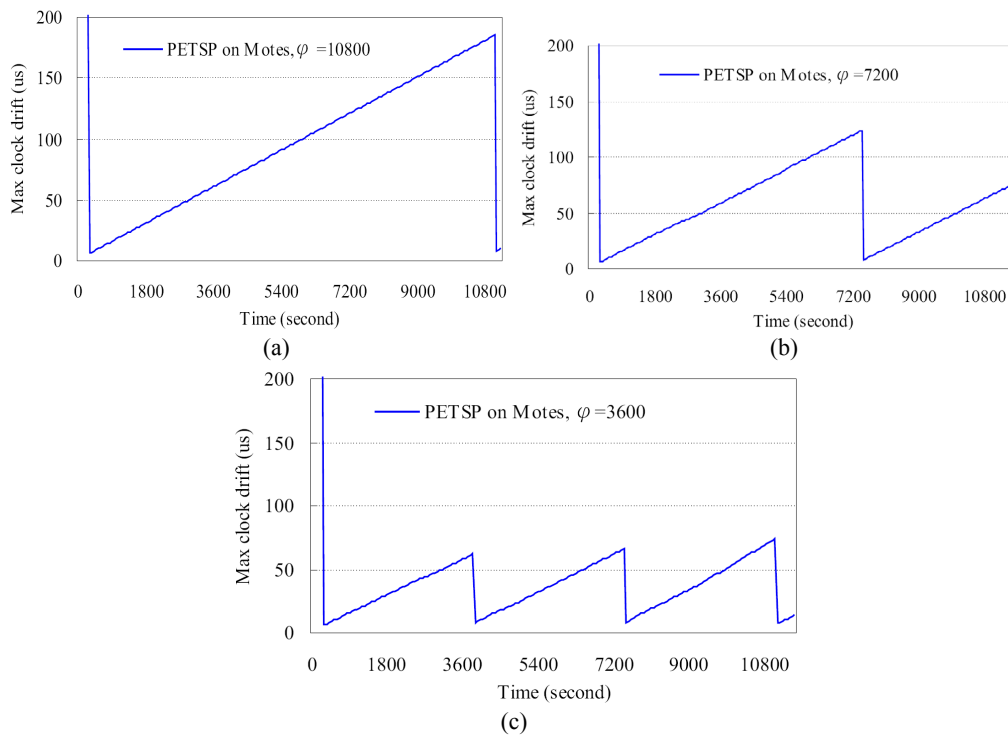 200
150
100
50
0
Max clock drift (us)
PETSP on Motes, φ =10800
0 1800 3600 5400 7200 9000 10800
Time (second)
(a)
200
150
100
50
0
Max clock drift (us)
PETSP on Motes, φ =7200
0 1800 3600 5400 7200 9000 10800
Time (second)
(b)
200
150
100
50
0
Max clock drift (us)
PETSP on Motes, φ =3600
0 1800 3600 5400 7200 9000 10800
Time (second)
(c)